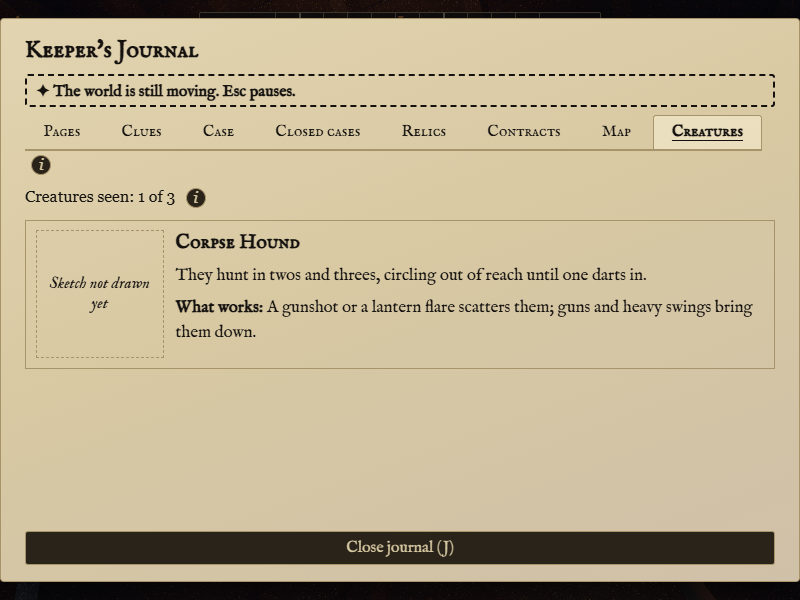 Keeper's Journal
✦ The world is still moving. Esc pauses.
Pages Clues Case Closed cases Relics Contracts Map Creatures
i
Creatures seen: 1 of 3 i
Corpse Hound
Sketch not drawn yet
They hunt in twos and threes, circling out of reach until one darts in.
What works: A gunshot or a lantern flare scatters them; guns and heavy swings bring
them down.
Close journal (J)